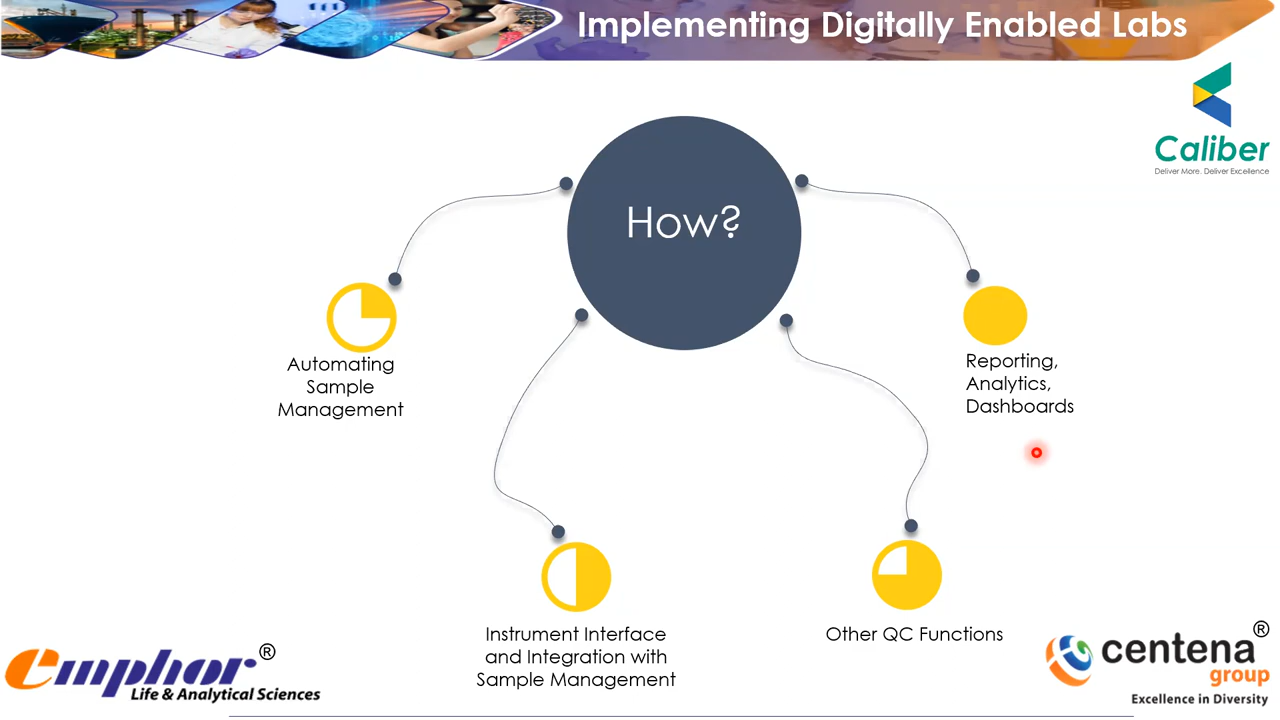 Implementing Digitally Enabled Labs
Caliber
Deliver More. Deliver Excellence
How?
Automating
Sample
Management
Reporting,
Analytics,
Dashboards
Instrument Interface
and Integration with
Sample Management
Other QC Functions
emphor®
Life & Analytical Sciences
centena®
group
Excellence in Diversity